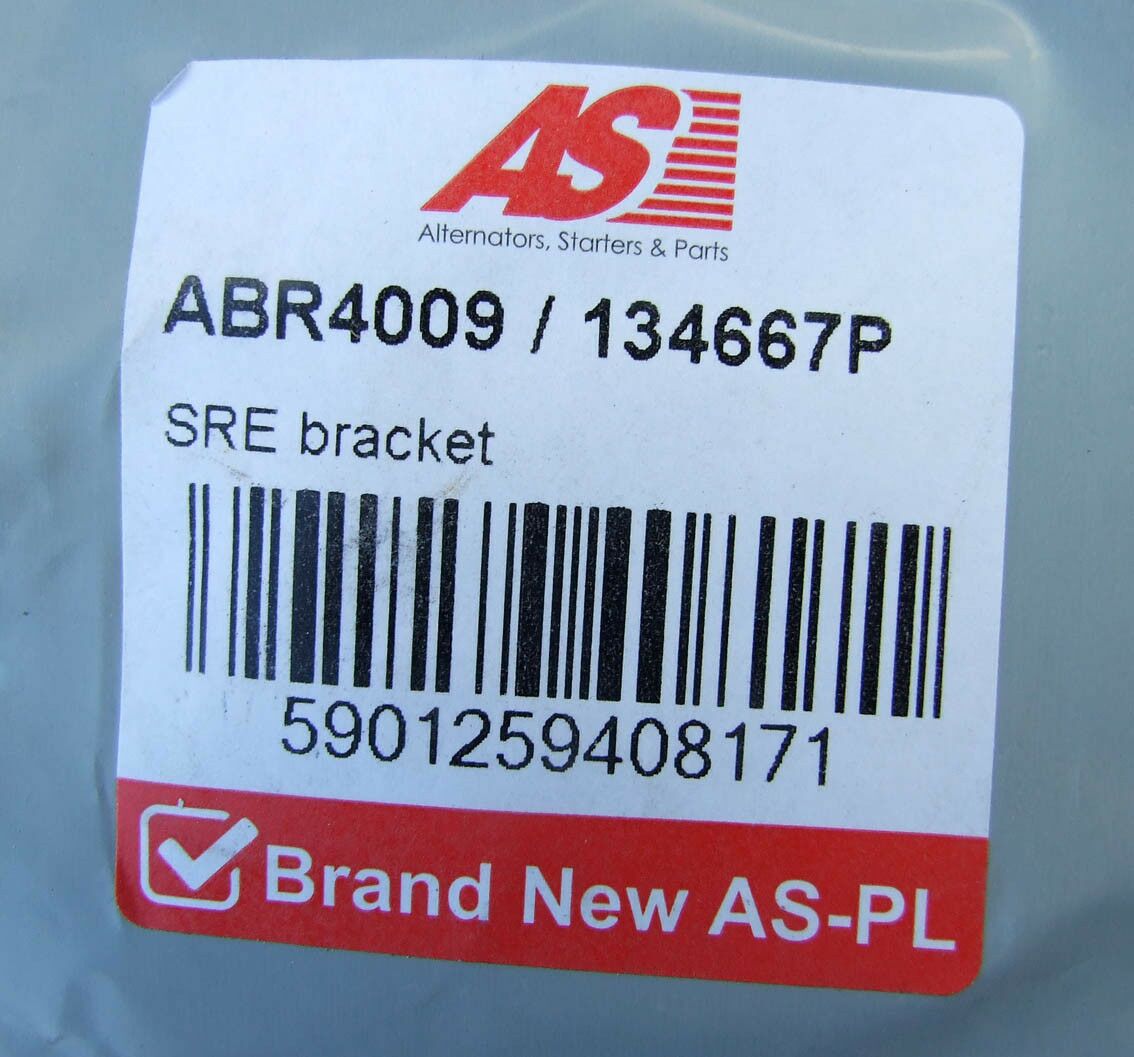 AS
Alternators, Starters & Parts
ABR4009 / 134667P
SRE bracket
5901259408171
Brand New AS-PL